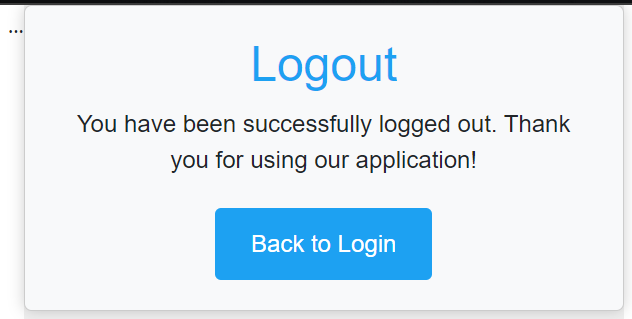 ...
Logout
You have been successfully logged out. Thank
you for using our application!
Back to Login